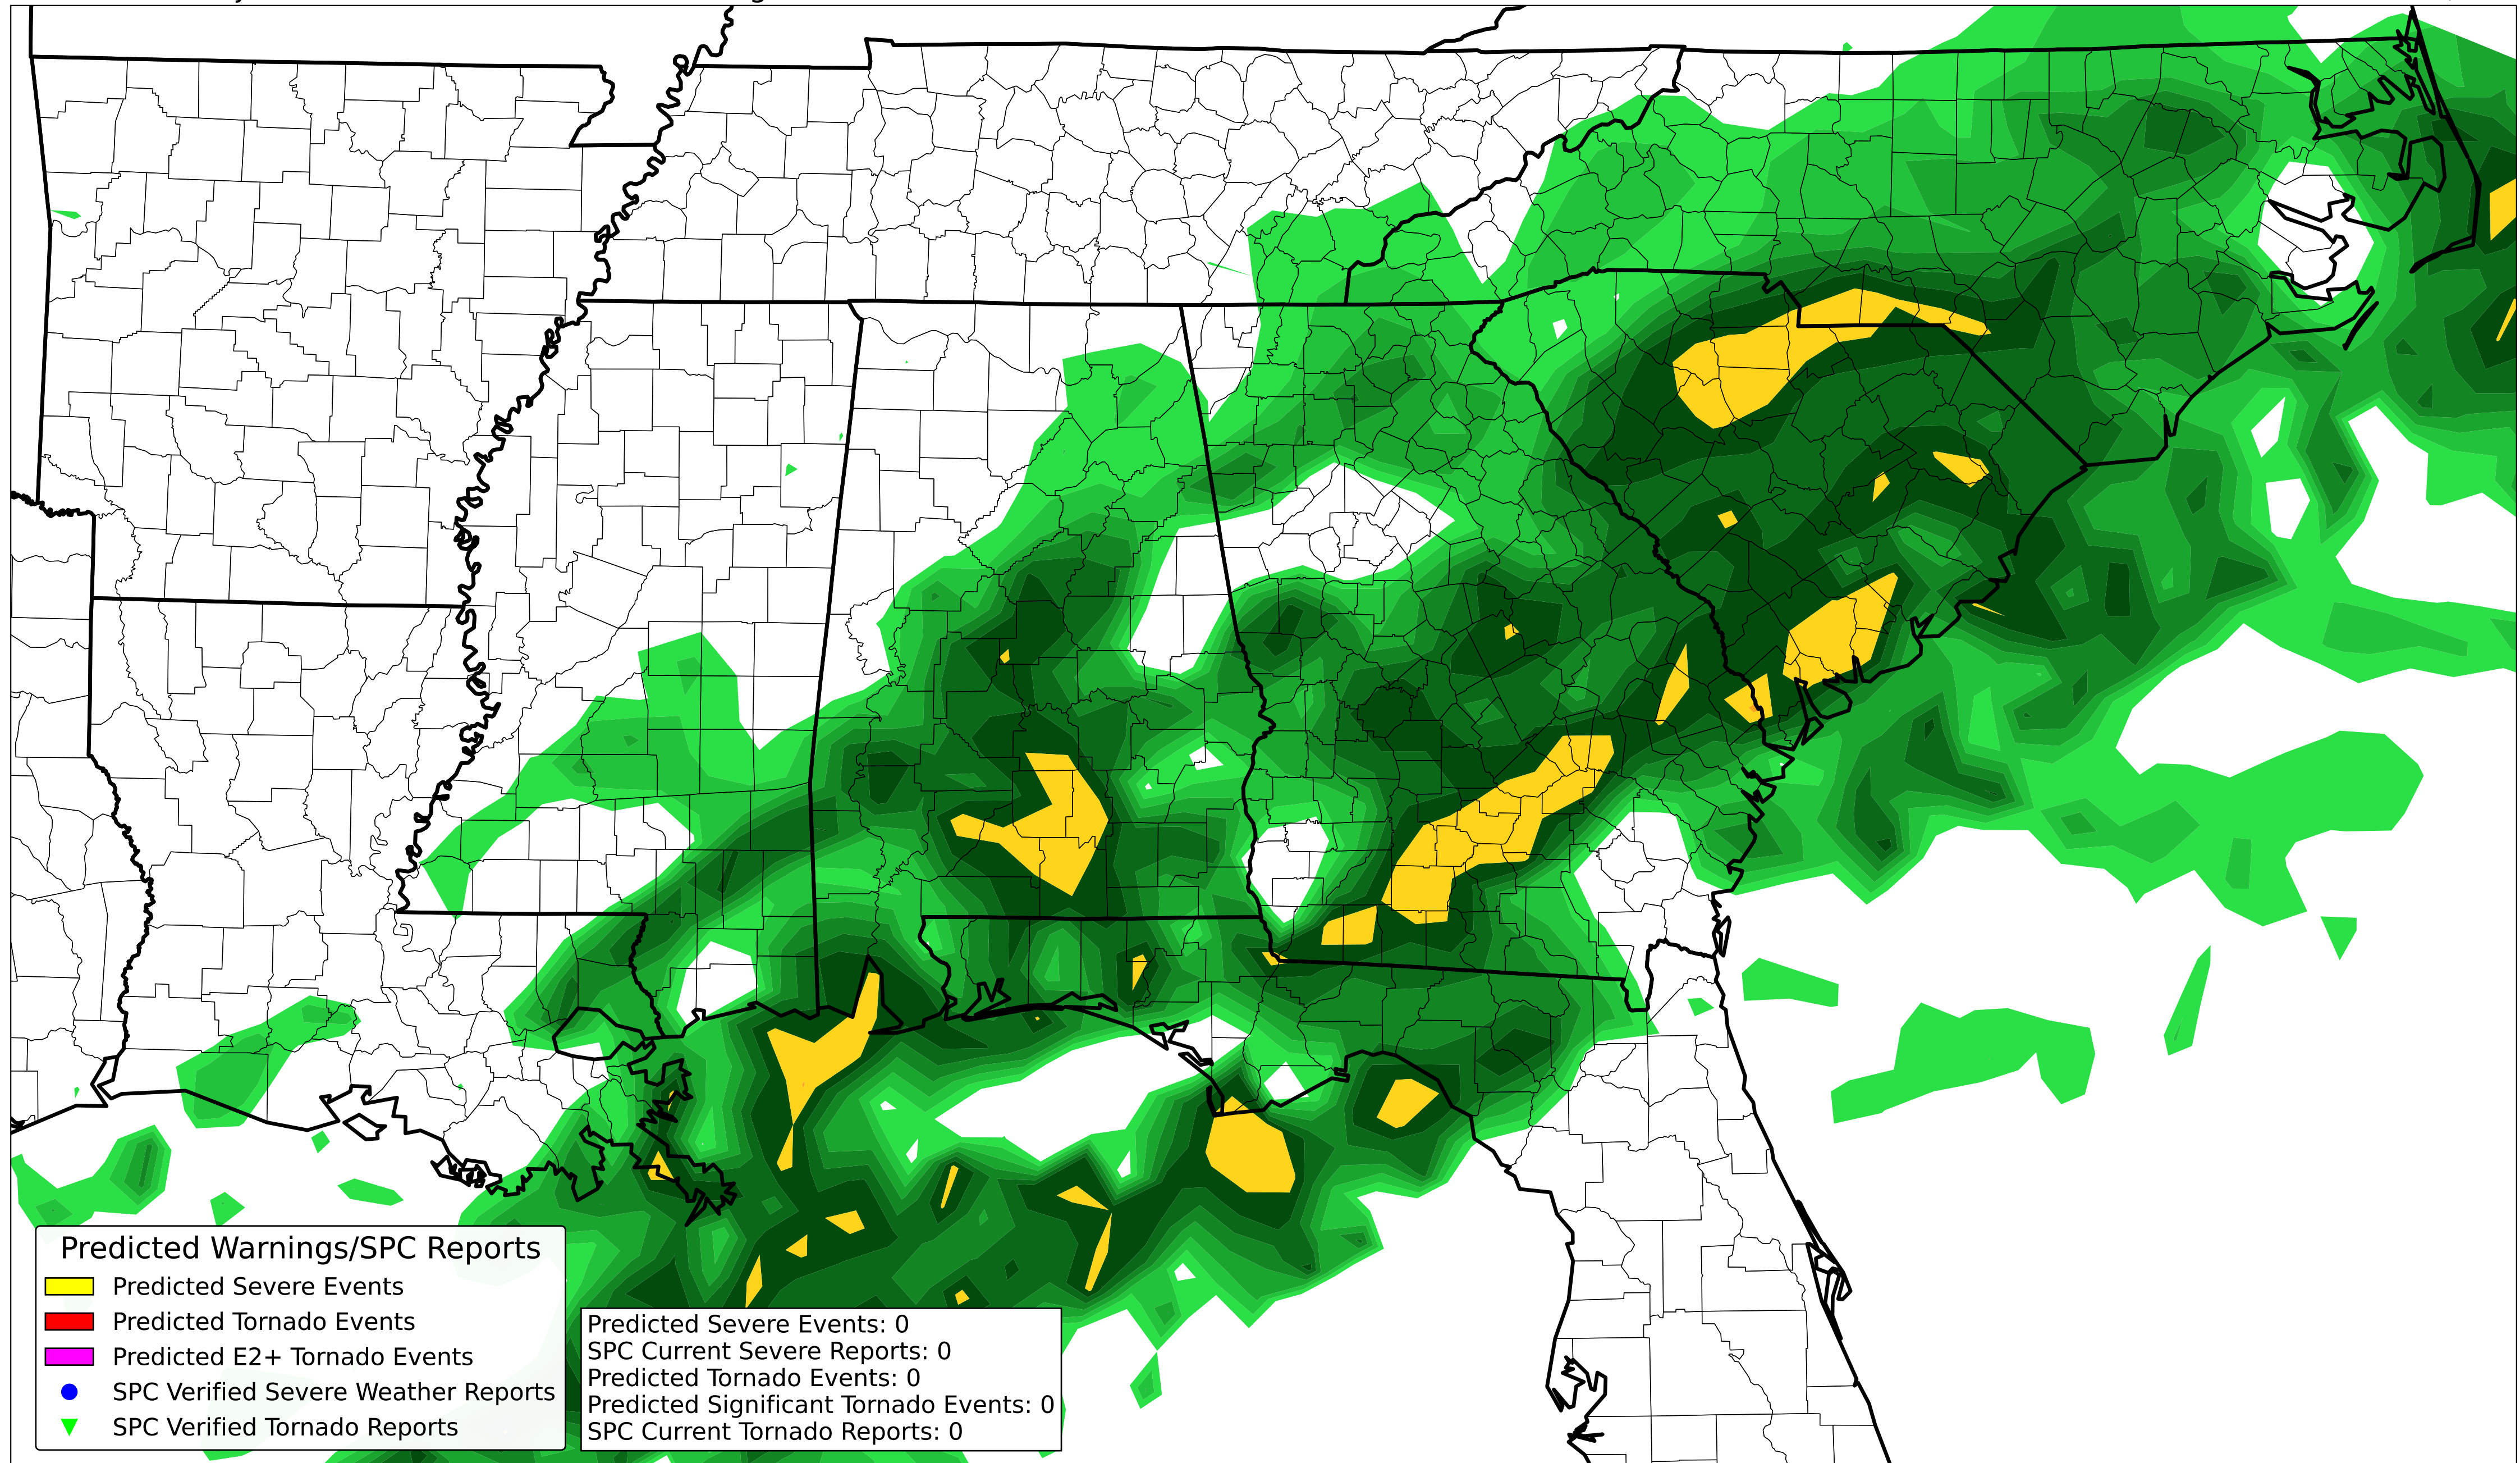 Predicted Warnings/SPC Reports
Predicted Severe Events
Predicted Tornado Events
Predicted E2+ Tornado Events
SPC Verified Severe Weather Reports
SPC Verified Tornado Reports
Predicted Severe Events: 0
SPC Current Severe Reports: 0
Predicted Tornado Events: 0
Predicted Significant Tornado Events: 0
SPC Current Tornado Reports: 0